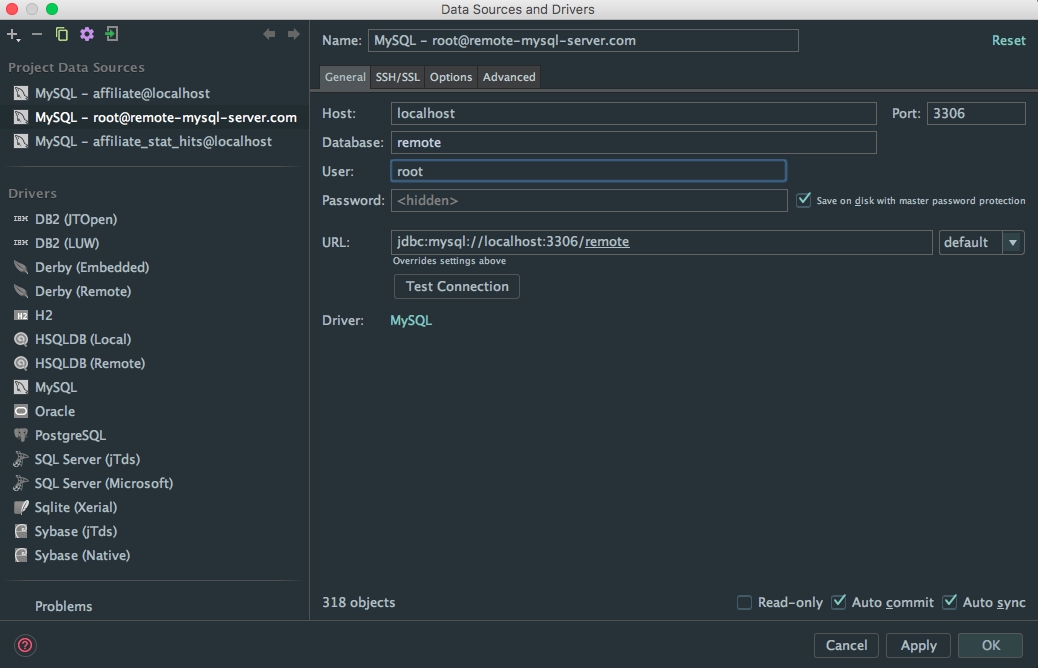 Data Sources and Drivers
Project Data Sources
MySQL – affiliate@localhost
MySQL – root@remote-mysql-server.com
MySQL – affiliate_stat_hits@localhost
Drivers
IBM DB2 (JTOpen)
IBM DB2 (LUW)
Derby (Embedded)
Derby (Remote)
H2 H2
HSQLDB (Local)
HSQLDB (Remote)
MySQL
Oracle
PostgreSQL
SQL Server (jTds)
SQL Server (Microsoft)
Sqlite (Xerial)
Sybase (jTds)
Sybase (Native)
Problems
Name: MySQL – root@remote-mysql-server.com Reset
General SSH/SSL Options Advanced
Host: localhost Port: 3306
Database: remote
User: root
Password: <hidden> Save on disk with master password protection
URL: jdbc:mysql://localhost:3306/remote default
Overrides settings above
Test Connection
Driver: MySQL
318 objects Read-only Auto commit Auto sync
? Cancel Apply OK